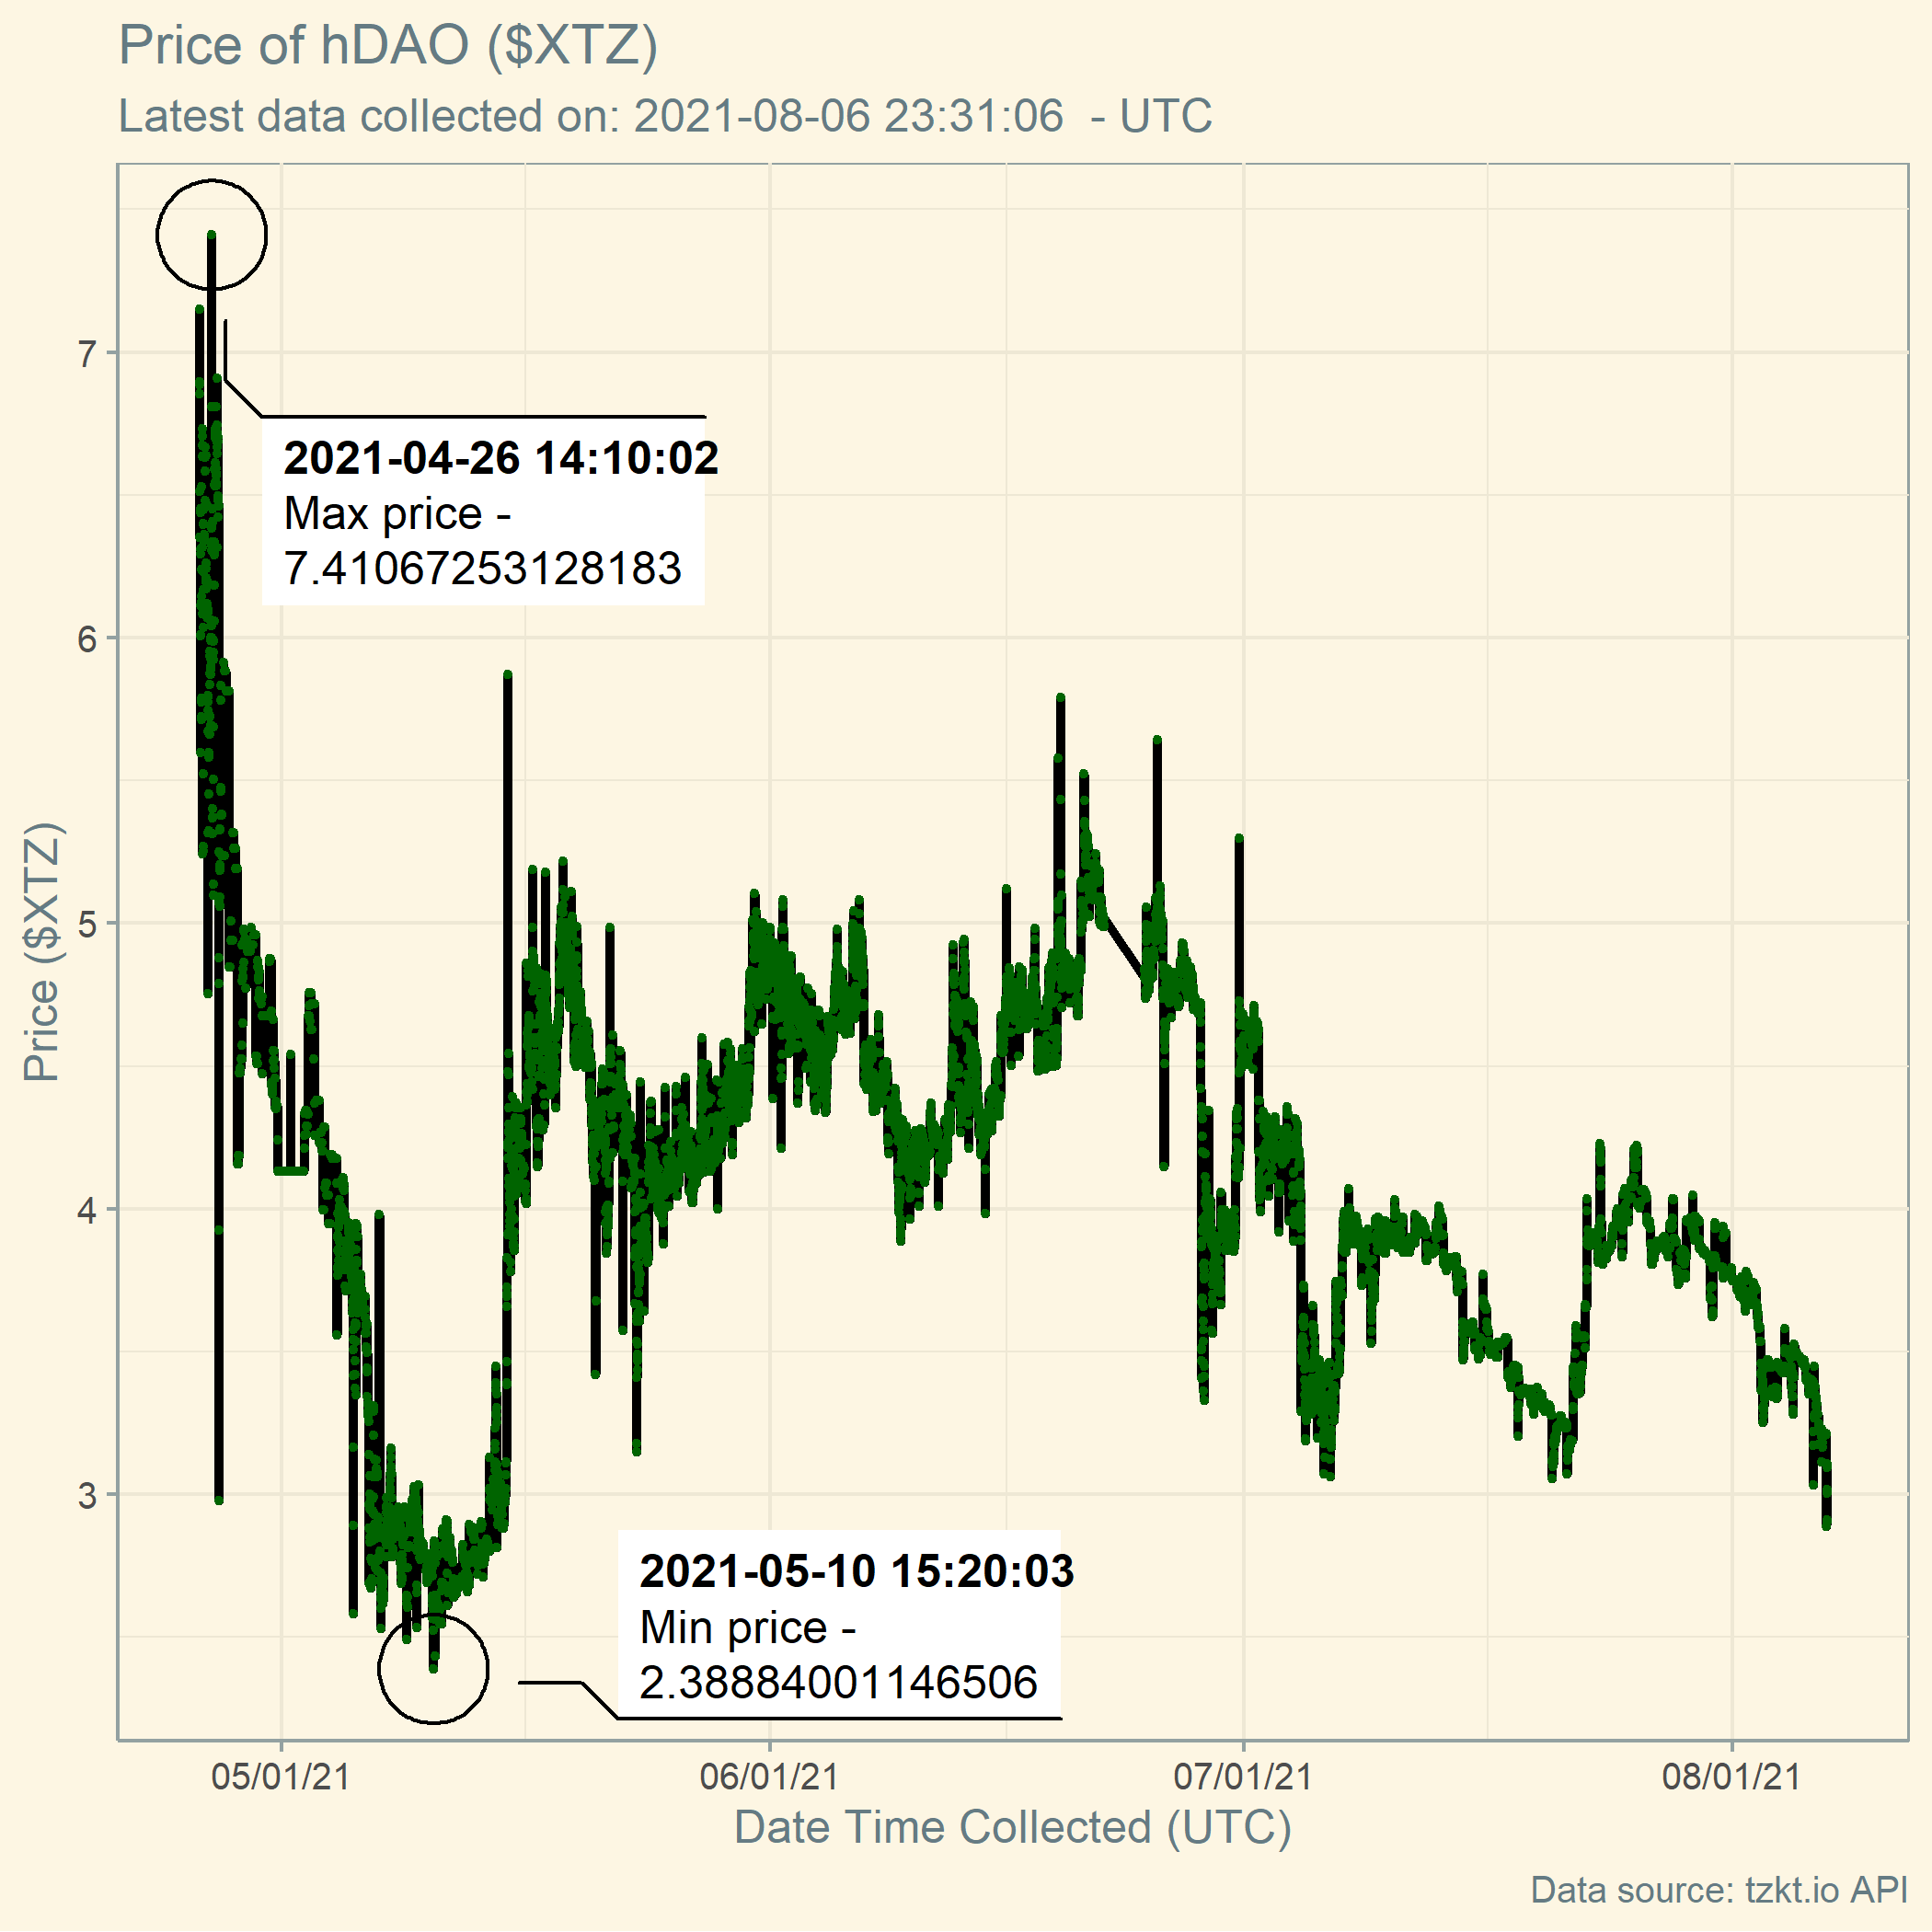 Price of hDAO ($XTZ)
Latest data collected on: 2021-08-06 23:31:06  - UTC
7
6
5
4
3
Price ($XTZ)
2021-04-26 14:10:02
Max price -
7.41067253128183
2021-05-10 15:20:03
Min price -
2.38884001146506
05/01/21
06/01/21
07/01/21
08/01/21
Date Time Collected (UTC)
Data source: tzkt.io API